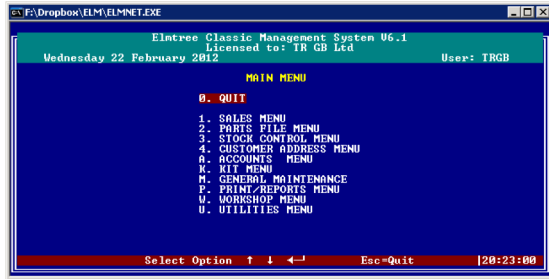 F:\Dropbox\ELM\ELMNET.EXE
Elmtree Classic Management System V6.1
Licensed to: TR GB Ltd
Wednesday 22 February 2012 User: TRGB
MAIN MENU
0. QUIT
1. SALES MENU
2. PARTS FILE MENU
3. STOCK CONTROL MENU
4. CUSTOMER ADDRESS MENU
A. ACCOUNTS MENU
K. KIT MENU
M. GENERAL MAINTENANCE
P. PRINT/REPORTS MENU
W. WORKSHOP MENU
U. UTILITIES MENU
Select Option ↑ ↓ ←┘ Esc=Quit |20:23:00